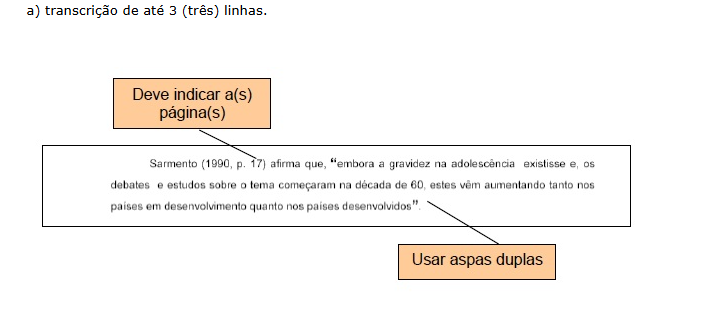 a) transcrição de até 3 (três) linhas.
Deve indicar a(s)
página(s)
Sarmento (1990, p. 17) afirma que, "embora a gravidez na adolescência existisse e, os
debates e estudos sobre o tema começaram na década de 60, estes vêm aumentando tanto nos
países em desenvolvimento quanto nos países desenvolvidos".
Usar aspas duplas